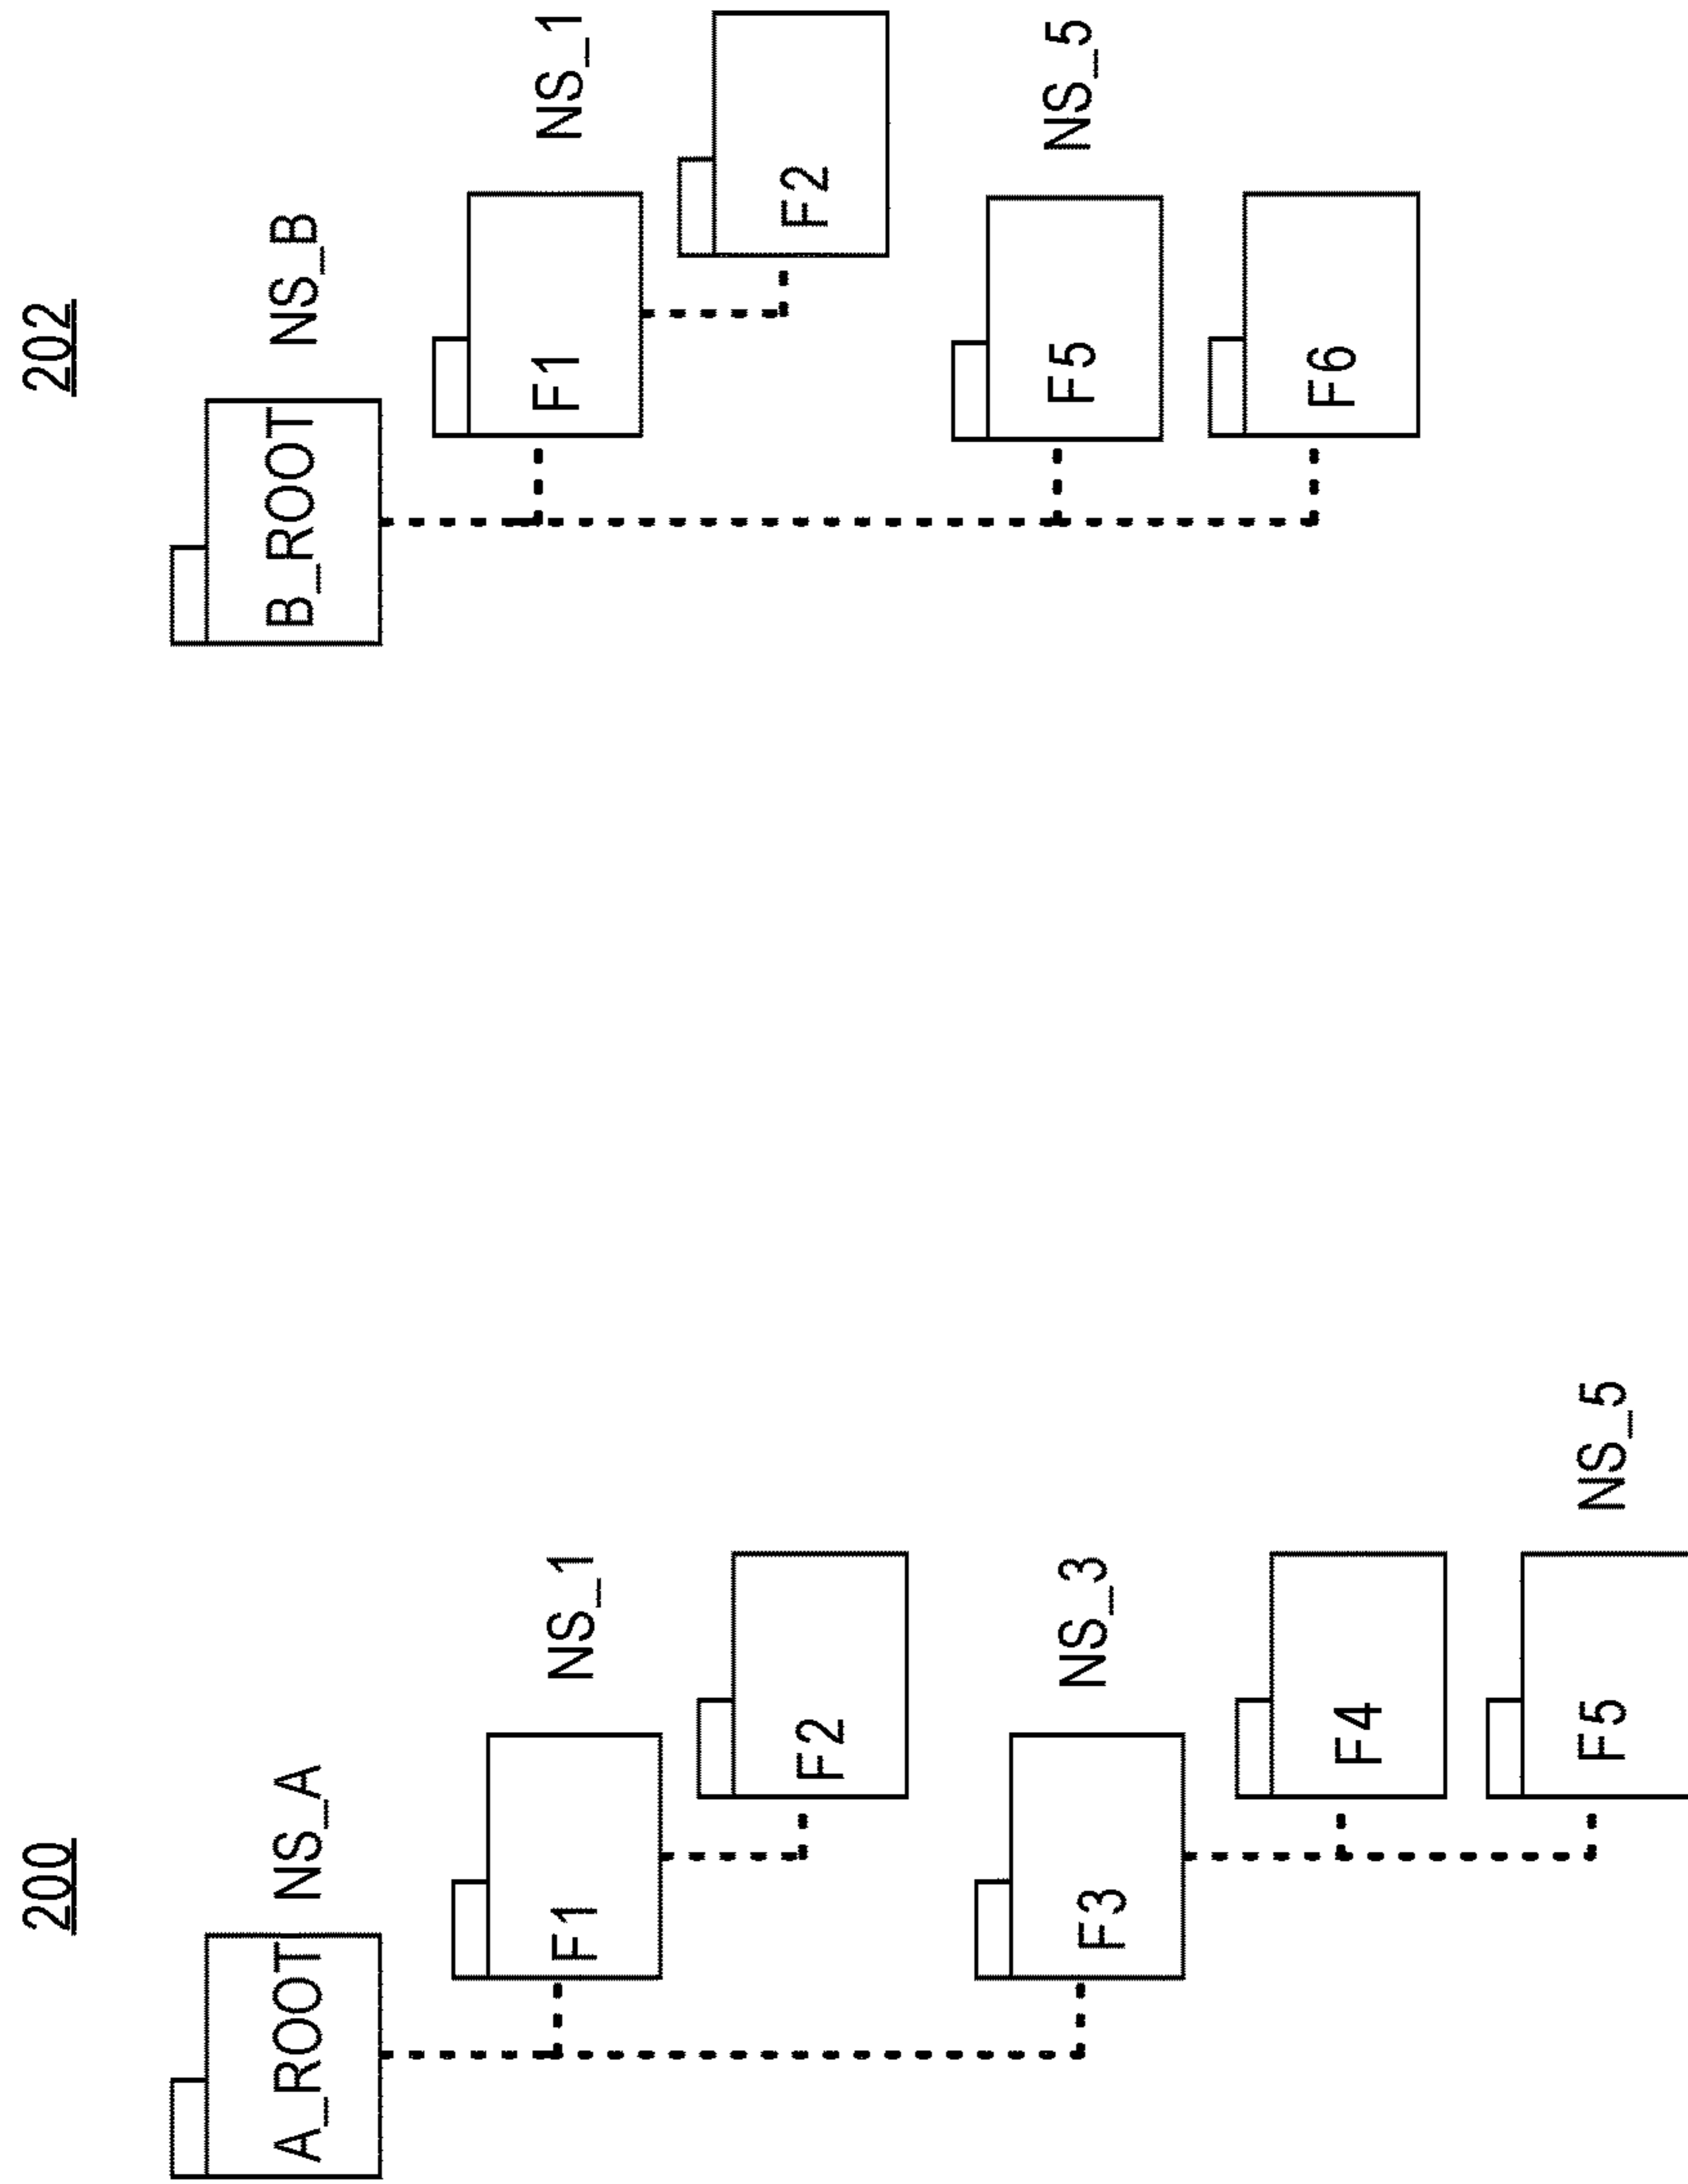 200
A_ROOT NS_A
F1 NS_1
F2
F3 NS_3
F4
F5 NS_5
202
B_ROOT NS_B
F1 NS_1
F2
F5 NS_5
F6